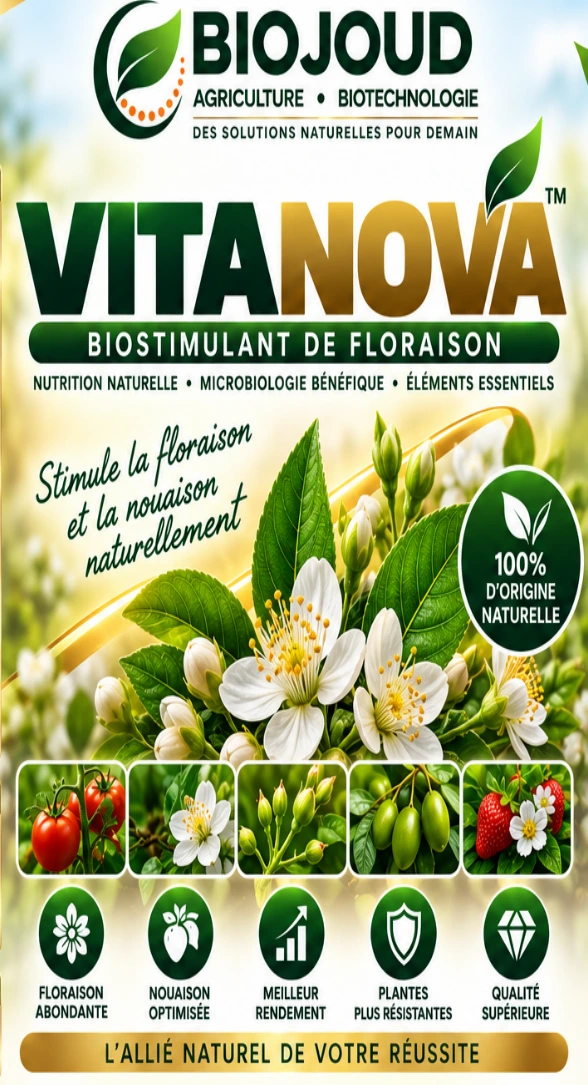 BIOJOUD
AGRICULTURE • BIOTECHNOLOGIE
DES SOLUTIONS NATURELLES POUR DEMAIN
VITANOVA™
BIOSTIMULANT DE FLORAISON
NUTRITION NATURELLE • MICROBIOLOGIE BÉNÉFIQUE • ÉLÉMENTS ESSENTIELS
Stimule la floraison
et la nouaison
naturellement
100%
D'ORIGINE
NATURELLE
FLORAISON
ABONDANTE
NOUAISON
OPTIMISÉE
MEILLEUR
RENDEMENT
PLANTES
PLUS RÉSISTANTES
QUALITÉ
SUPÉRIEURE
L'ALLIÉ NATUREL DE VOTRE RÉUSSITE